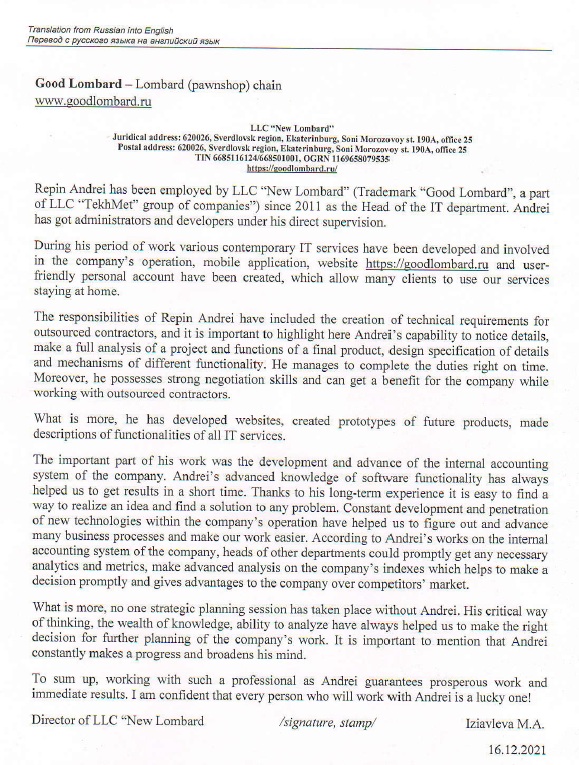 Translation from Russian into English
Перевод с русского языка на английский язык
Good Lombard – Lombard (pawnshop) chain
www.goodlombard.ru
LLC "New Lombard"
Juridical address: 620026, Sverdlovsk region, Ekaterinburg, Soni Morozovoy st. 190A, office 25
Postal address: 620026, Sverdlovsk region, Ekaterinburg, Soni Morozovoy st. 190A, office 25
TIN 6685116124/668501001, OGRN 1169658079535
https://goodlombard.ru/
Repin Andrei has been employed by LLC "New Lombard" (Trademark "Good Lombard", a part
of LLC "TekhMet" group of companies") since 2011 as the Head of the IT department. Andrei
has got administrators and developers under his direct supervision.
During his period of work various contemporary IT services have been developed and involved
in the company's operation, mobile application, website https://goodlombard.ru and user-
friendly personal account have been created, which allow many clients to use our services
staying at home.
The responsibilities of Repin Andrei have included the creation of technical requirements for
outsourced contractors, and it is important to highlight here Andrei's capability to notice details,
make a full analysis of a project and functions of a final product, design specification of details
and mechanisms of different functionality. He manages to complete the duties right on time.
Moreover, he possesses strong negotiation skills and can get a benefit for the company while
working with outsourced contractors.
What is more, he has developed websites, created prototypes of future products, made
descriptions of functionalities of all IT services.
The important part of his work was the development and advance of the internal accounting
system of the company. Andrei's advanced knowledge of software functionality has always
helped us to get results in a short time. Thanks to his long-term experience it is easy to find a
way to realize an idea and find a solution to any problem. Constant development and penetration
of new technologies within the company's operation have helped us to figure out and advance
many business processes and make our work easier. According to Andrei's works on the internal
accounting system of the company, heads of other departments could promptly get any necessary
analytics and metrics, make advanced analysis on the company's indexes which helps to make a
decision promptly and gives advantages to the company over competitors' market.
What is more, no one strategic planning session has taken place without Andrei. His critical way
of thinking, the wealth of knowledge, ability to analyze have always helped us to make the right
decision for further planning of the company's work. It is important to mention that Andrei
constantly makes a progress and broadens his mind.
To sum up, working with such a professional as Andrei guarantees prosperous work and
immediate results. I am confident that every person who will work with Andrei is a lucky one!
Director of LLC "New Lombard /signature, stamp/ Iziavleva M.A.
16.12.2021